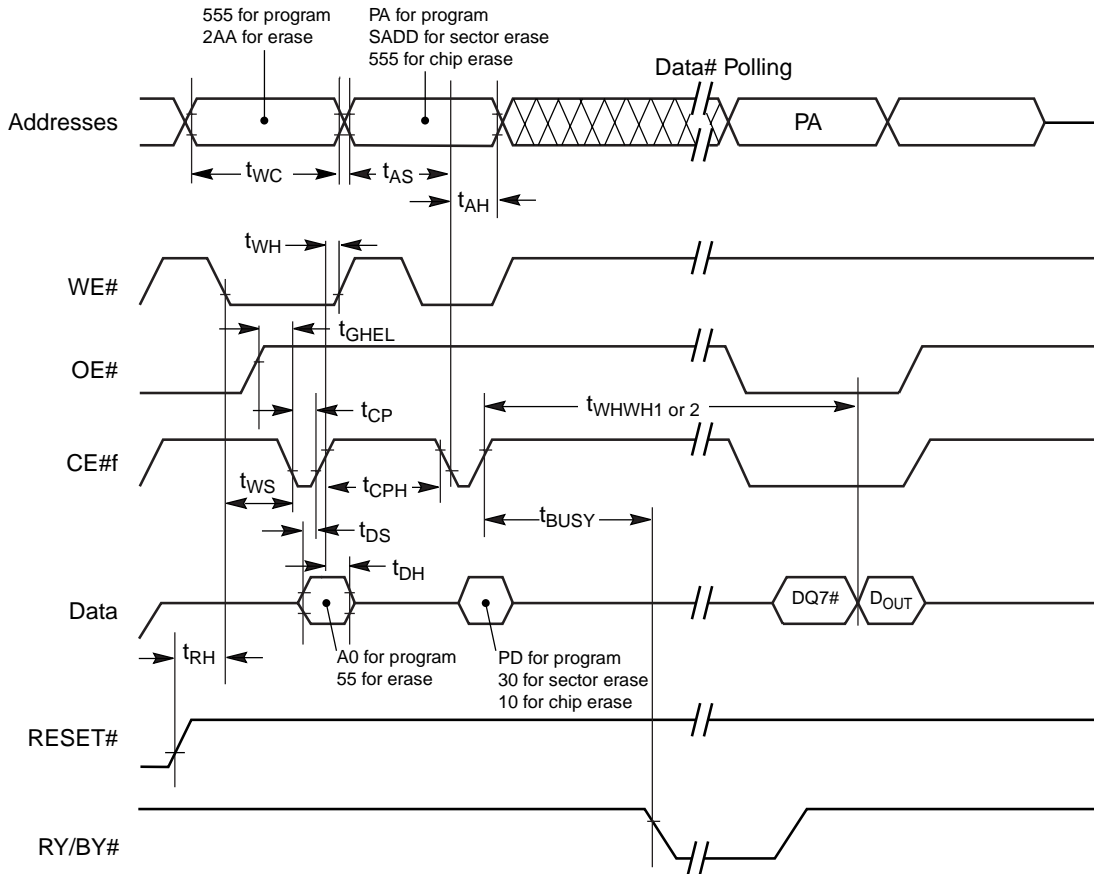 555 for program
2AA for erase
PA for program
SADD for sector erase
555 for chip erase
Data# Polling
Addresses
PA
tWC
tAS
tAH
tWH
WE#
tGHEL
OE#
tWHWH1 or 2
tCP
CE#f
tWS
tCPH
tBUSY
tDS
tDH
Data
DQ7#
DOUT
tRH
A0 for program
55 for erase
PD for program
30 for sector erase
10 for chip erase
RESET#
RY/BY#